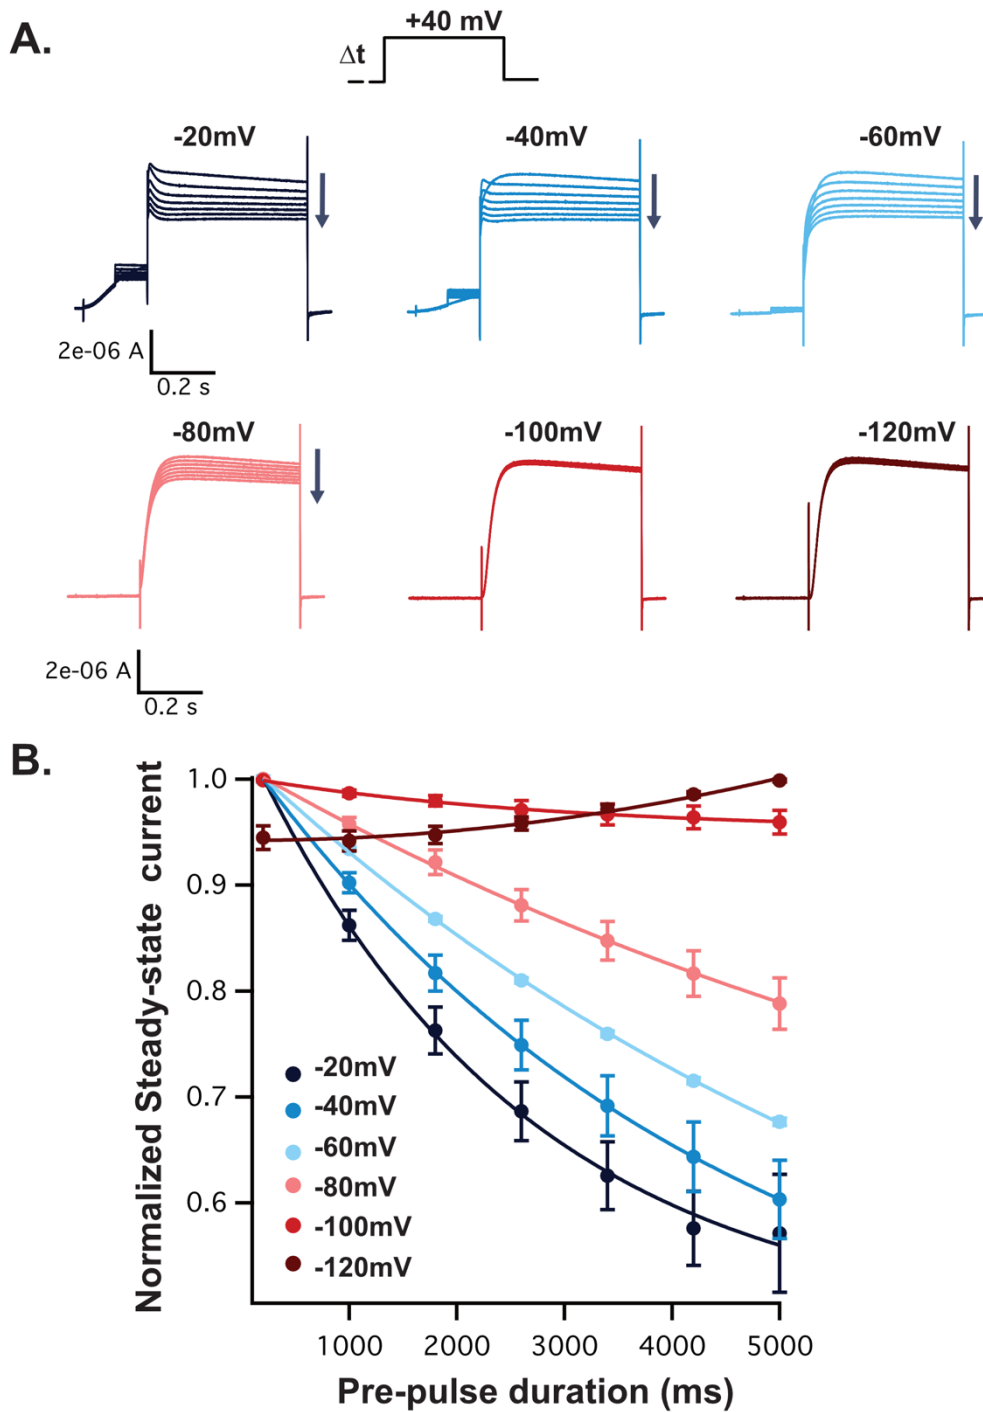 A.
+40 mV
Δt
-20mV
-40mV
-60mV
2e-06 A
0.2 s
-80mV
-100mV
-120mV
2e-06 A
0.2 s
B.
Normalized Steady-state current
1.0
0.9
0.8
0.7
0.6
-20mV
-40mV
-60mV
-80mV
-100mV
-120mV
1000 2000 3000 4000 5000
Pre-pulse duration (ms)